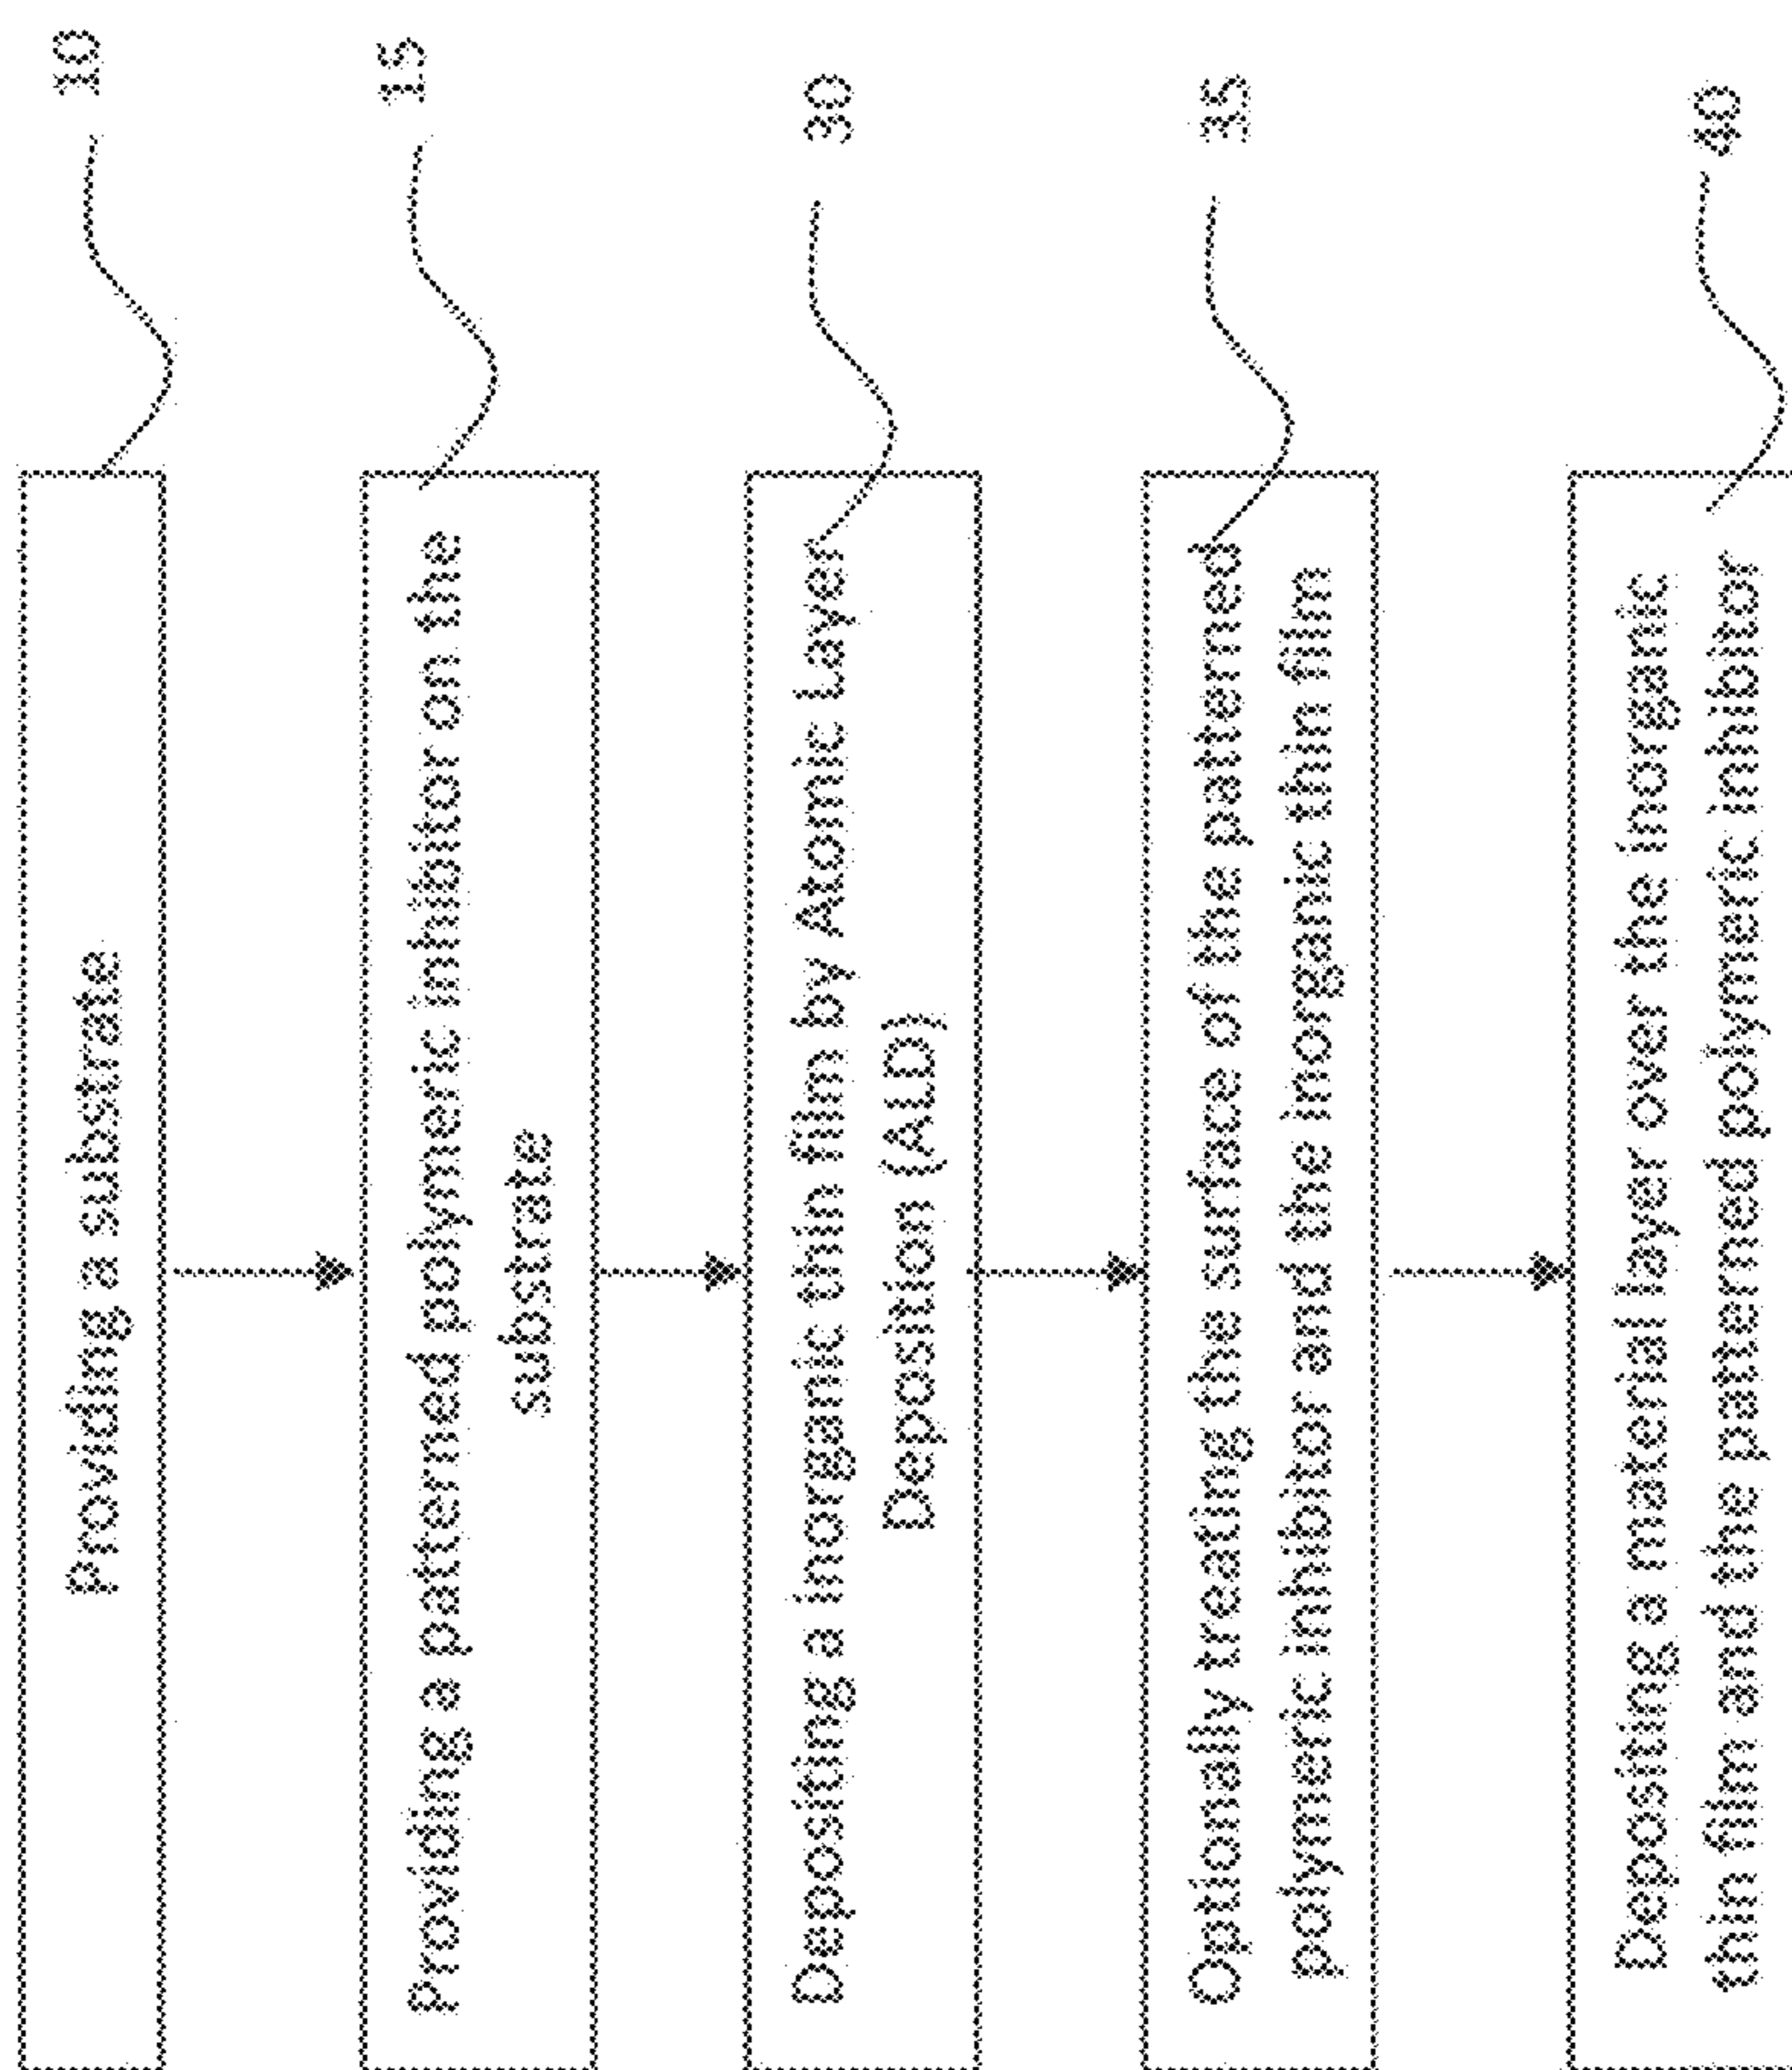 Providing a substrate
10
Providing a patterned polymeric inhibitor on the
substrate
15
Depositing a inorganic thin film by Atomic Layer
Deposition (ALD)
30
Optionally treating the surface of the patterned
polymeric inhibitor and the inorganic thin film
35
Depositing a material layer over the inorganic
thin film and the patterned polymeric inhibitor
40